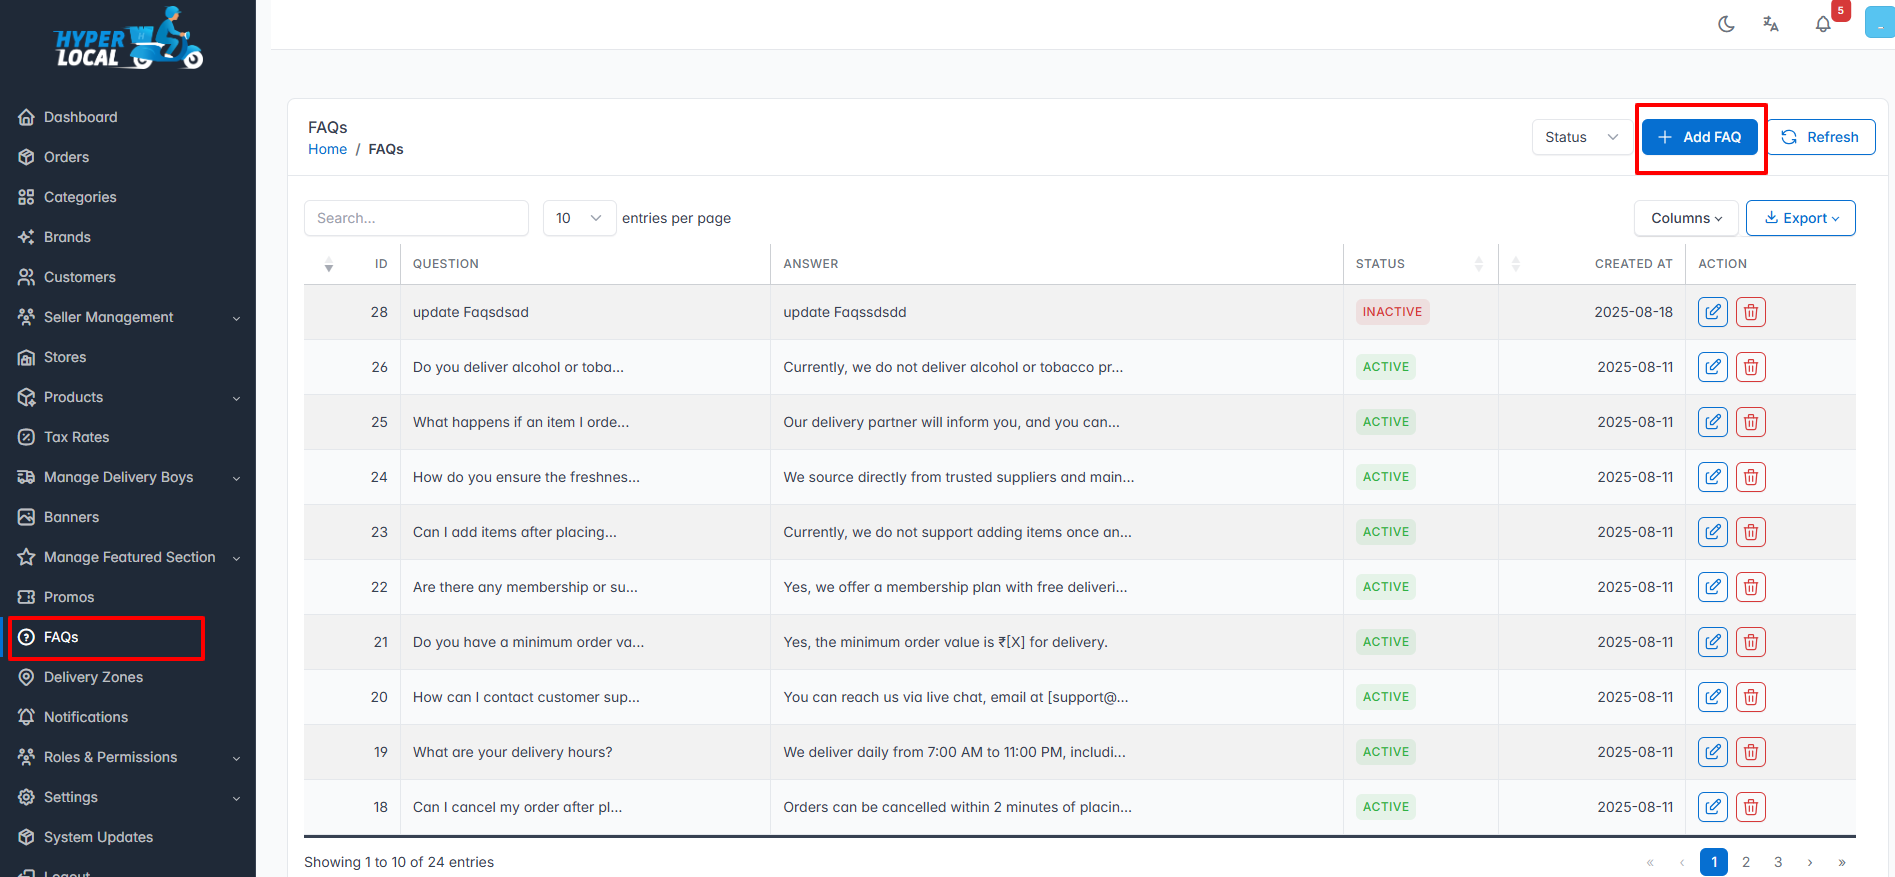 HYPER
LOCAL
5
Dashboard
Orders
Categories
Brands
Customers
Seller Management
Stores
Products
Tax Rates
Manage Delivery Boys
Banners
Manage Featured Section
Promos
FAQs
Delivery Zones
Notifications
Roles & Permissions
Settings
System Updates
Logout
FAQs
Home / FAQs
Status
Add FAQ
Refresh
Search...
10 entries per page
Columns
Export
ID QUESTION ANSWER STATUS CREATED AT ACTION
28 update Faqsdsad update Faqssdsdd INACTIVE 2025-08-18
26 Do you deliver alcohol or toba... Currently, we do not deliver alcohol or tobacco pr... ACTIVE 2025-08-11
25 What happens if an item I orde... Our delivery partner will inform you, and you can... ACTIVE 2025-08-11
24 How do you ensure the freshnes... We source directly from trusted suppliers and main... ACTIVE 2025-08-11
23 Can I add items after placing... Currently, we do not support adding items once an... ACTIVE 2025-08-11
22 Are there any membership or su... Yes, we offer a membership plan with free deliveri... ACTIVE 2025-08-11
21 Do you have a minimum order va... Yes, the minimum order value is ₹[X] for delivery. ACTIVE 2025-08-11
20 How can I contact customer sup... You can reach us via live chat, email at [support@... ACTIVE 2025-08-11
19 What are your delivery hours? We deliver daily from 7:00 AM to 11:00 PM, includi... ACTIVE 2025-08-11
18 Can I cancel my order after pl... Orders can be cancelled within 2 minutes of placin... ACTIVE 2025-08-11
Showing 1 to 10 of 24 entries
« ‹ 1 2 3 › »